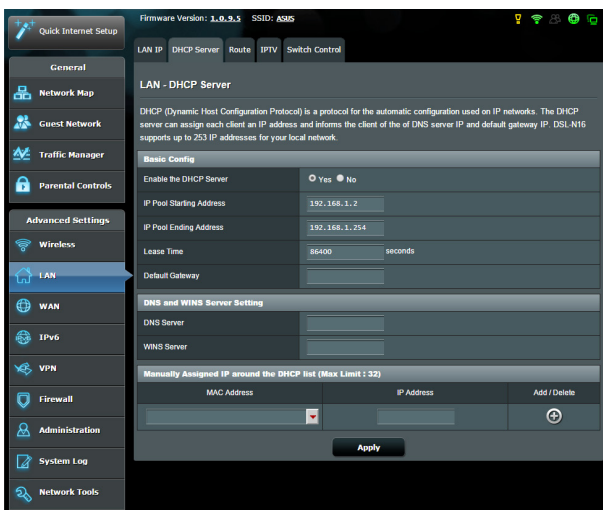 Quick Internet Setup
Firmware Version: 1.0.9.5 SSID: ASUS
LAN IP DHCP Server Route IPTV Switch Control
General
Network Map
Guest Network
Traffic Manager
Parental Controls
Advanced Settings
Wireless
LAN
WAN
IPv6
VPN
Firewall
Administration
System Log
Network Tools
LAN - DHCP Server
DHCP (Dynamic Host Configuration Protocol) is a protocol for the automatic configuration used on IP networks. The DHCP
server can assign each client an IP address and informs the client of the of DNS server IP and default gateway IP. DSL-N16
supports up to 253 IP addresses for your local network.
Basic Config
Enable the DHCP Server Yes No
IP Pool Starting Address 192.168.1.2
IP Pool Ending Address 192.168.1.254
Lease Time 86400 seconds
Default Gateway
DNS and WINS Server Setting
DNS Server
WINS Server
Manually Assigned IP around the DHCP list (Max Limit : 32)
MAC Address IP Address Add / Delete
Apply